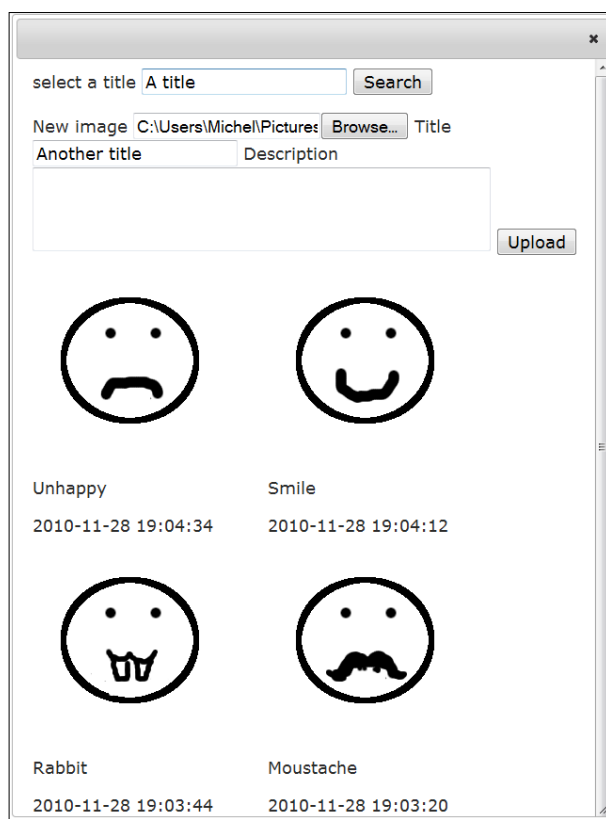 select a title A title Search
New image C:\Users\Michel\Pictures Browse... Title
Another title Description
Upload
Unhappy Smile
2010-11-28 19:04:34 2010-11-28 19:04:12
Rabbit Moustache
2010-11-28 19:03:44 2010-11-28 19:03:20